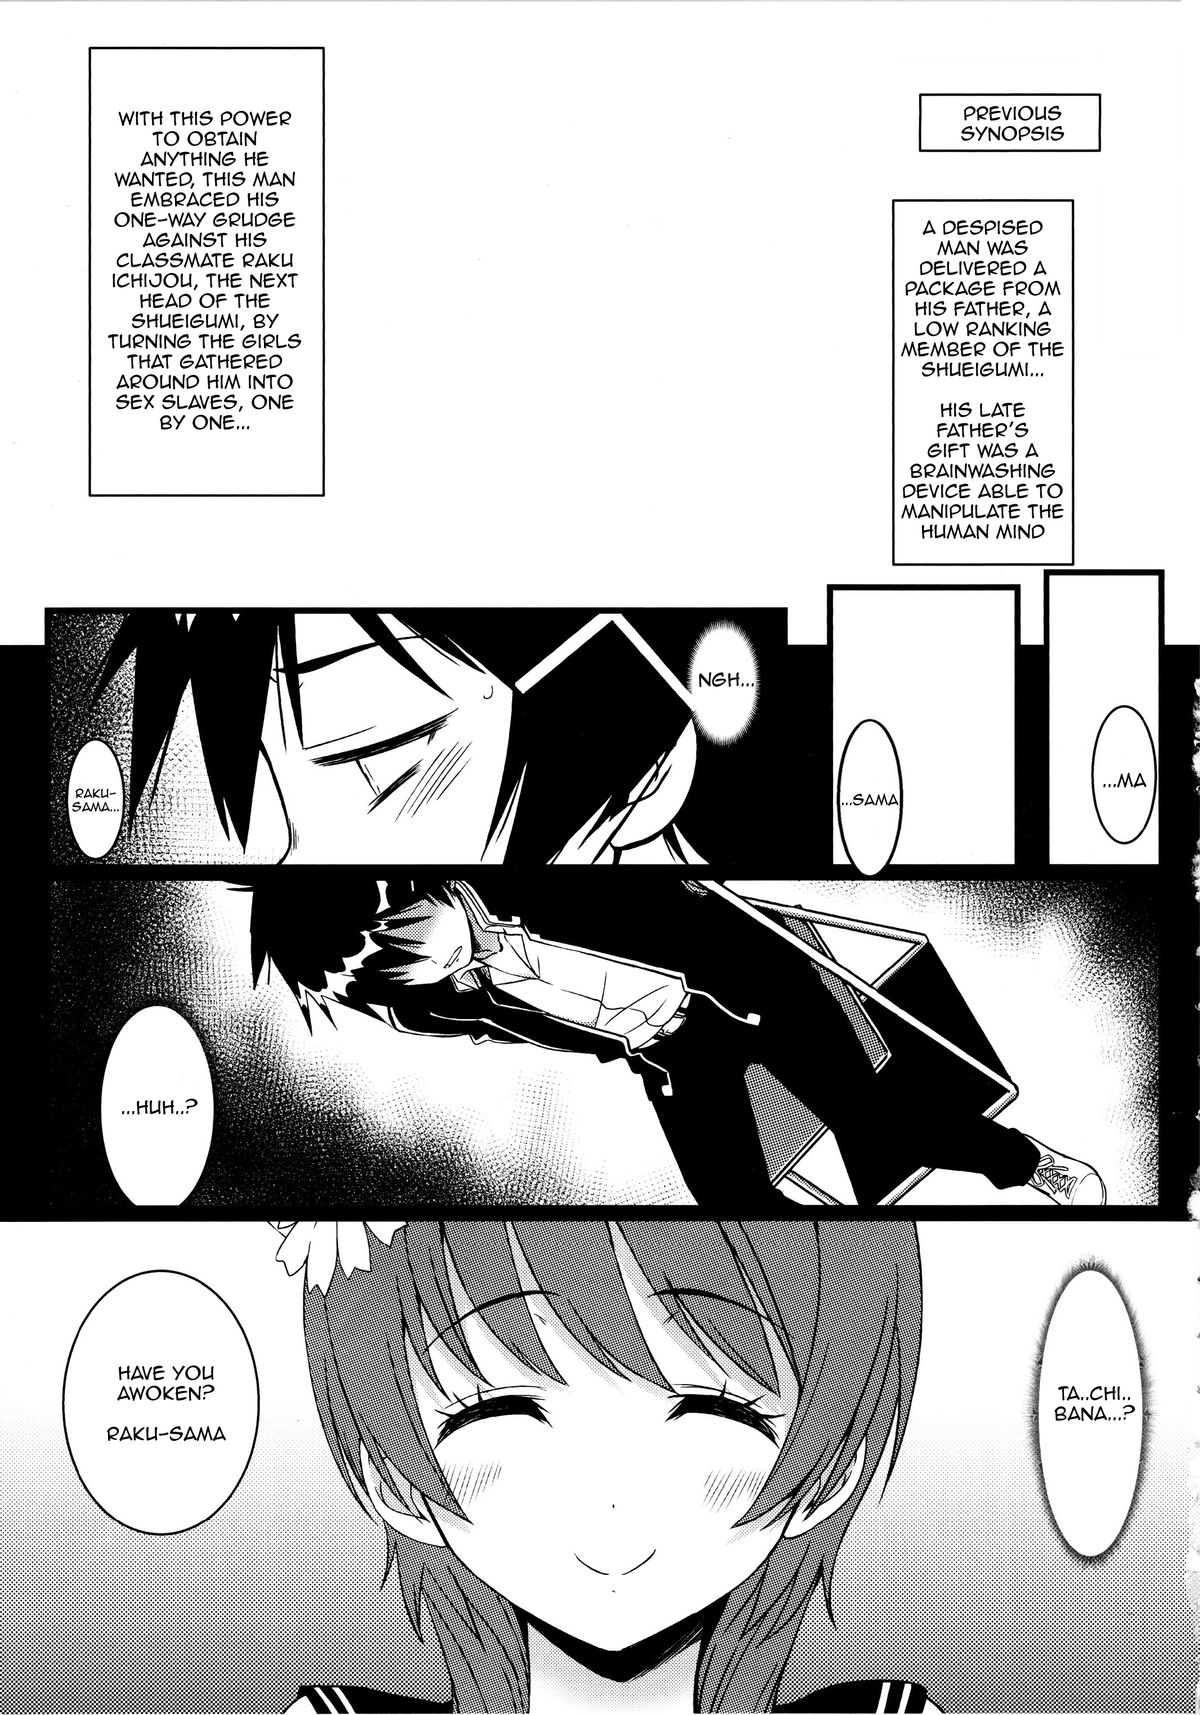 PREVIOUS
SYNOPSIS
A DESPISED
MAN WAS
DELIVERED A
PACKAGE FROM
HIS FATHER, A
LOW RANKING
MEMBER OF THE
SHUEIGUMI...
HIS LATE
FATHER'S
GIFT WAS A
BRAINWASHING
DEVICE ABLE TO
MANIPULATE THE
HUMAN MIND
WITH THIS POWER
TO OBTAIN
ANYTHING HE
WANTED, THIS MAN
EMBRACED HIS
ONE-WAY GRUDGE
AGAINST HIS
CLASSMATE RAKU
ICHIJOU, THE NEXT
HEAD OF THE
SHUEIGUMI, BY
TURNING THE GIRLS
THAT GATHERED
AROUND HIM INTO
SEX SLAVES, ONE
BY ONE...
...MA
...SAMA
NGH...
RAKU-
SAMA...
...HUH..?
TA..CHI..
BANA...?
HAVE YOU
AWOKEN?
RAKU-SAMA